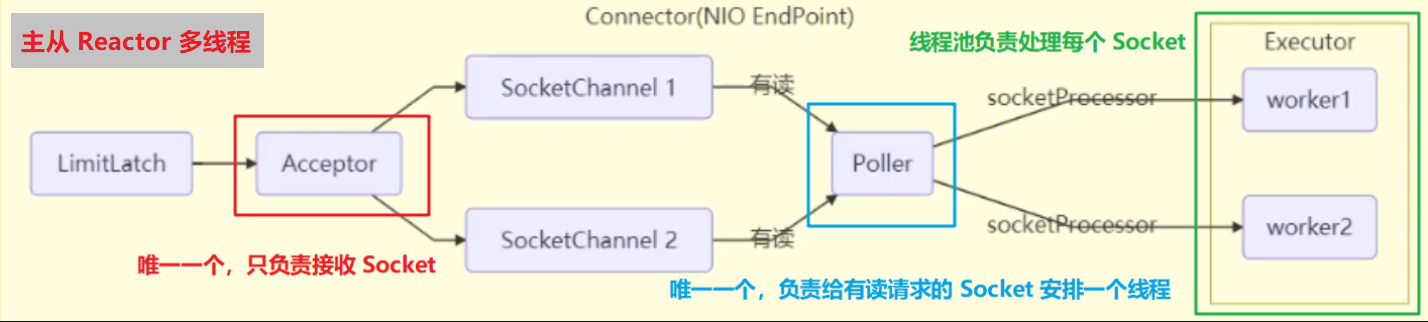 Connector(NIO EndPoint)
主从 Reactor 多线程
线程池负责处理每个 Socket
Executor
SocketChannel 1
有读
socketProcessor
worker1
LimitLatch
Acceptor
Poller
SocketChannel 2
有读
socketProcessor
worker2
唯一一个，只负责接收 Socket
唯一一个，负责给有读请求的 Socket 安排一个线程